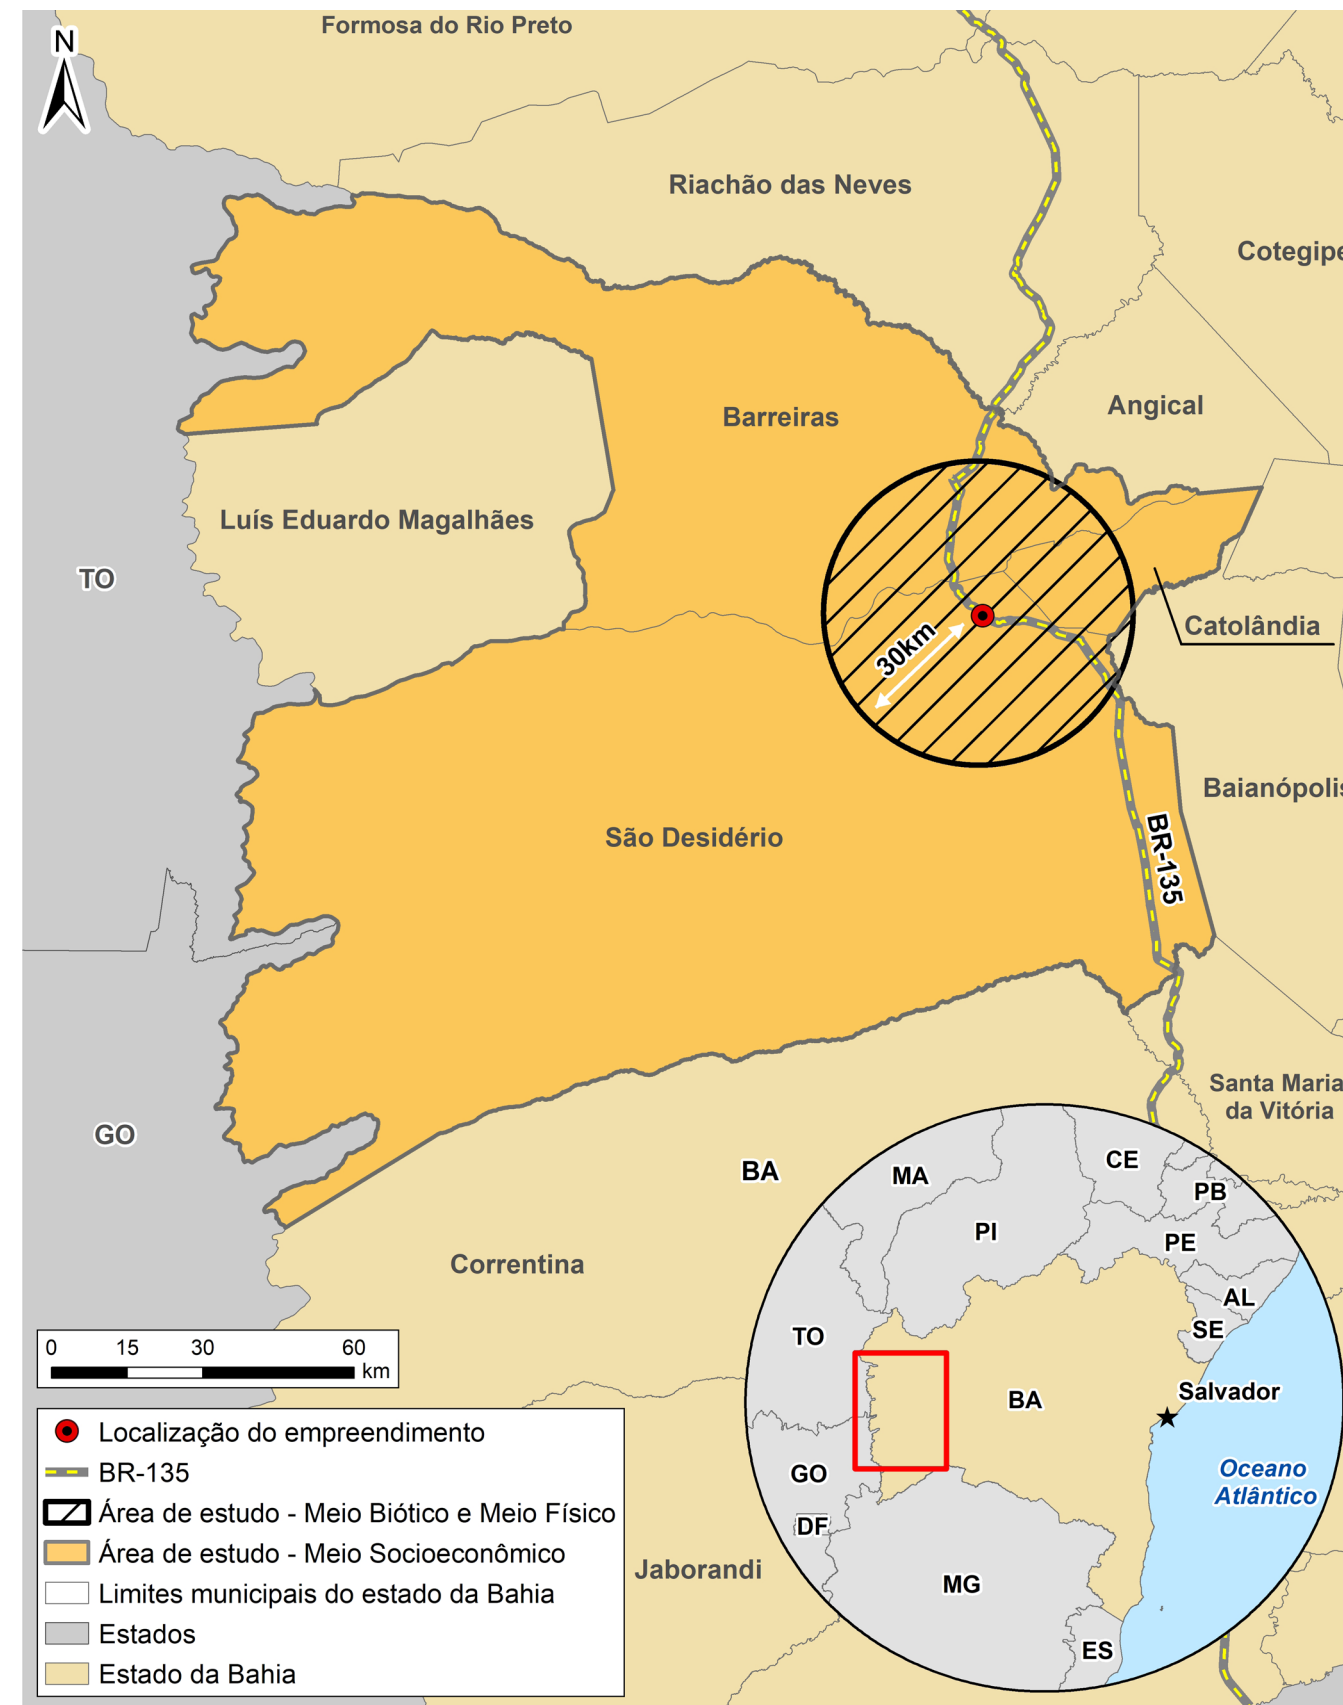 Formosa do Rio Preto
N
Riachão das Neves
Cotegipe
Angical
Barreiras
Luís Eduardo Magalhães
TO
Catolândia
30km
Baianópolis
São Desidério
BR-135
Santa Maria
da Vitória
GO
BA
Correntina
Jaborandi
MA
CE
PB
PI
PE
AL
SE
TO
BA
Salvador
GO
Oceano
Atlântico
DF
MG
ES
0 15 30 60
km
Localização do empreendimento
BR-135
Área de estudo - Meio Biótico e Meio Físico
Área de estudo - Meio Socioeconômico
Limites municipais do estado da Bahia
Estados
Estado da Bahia